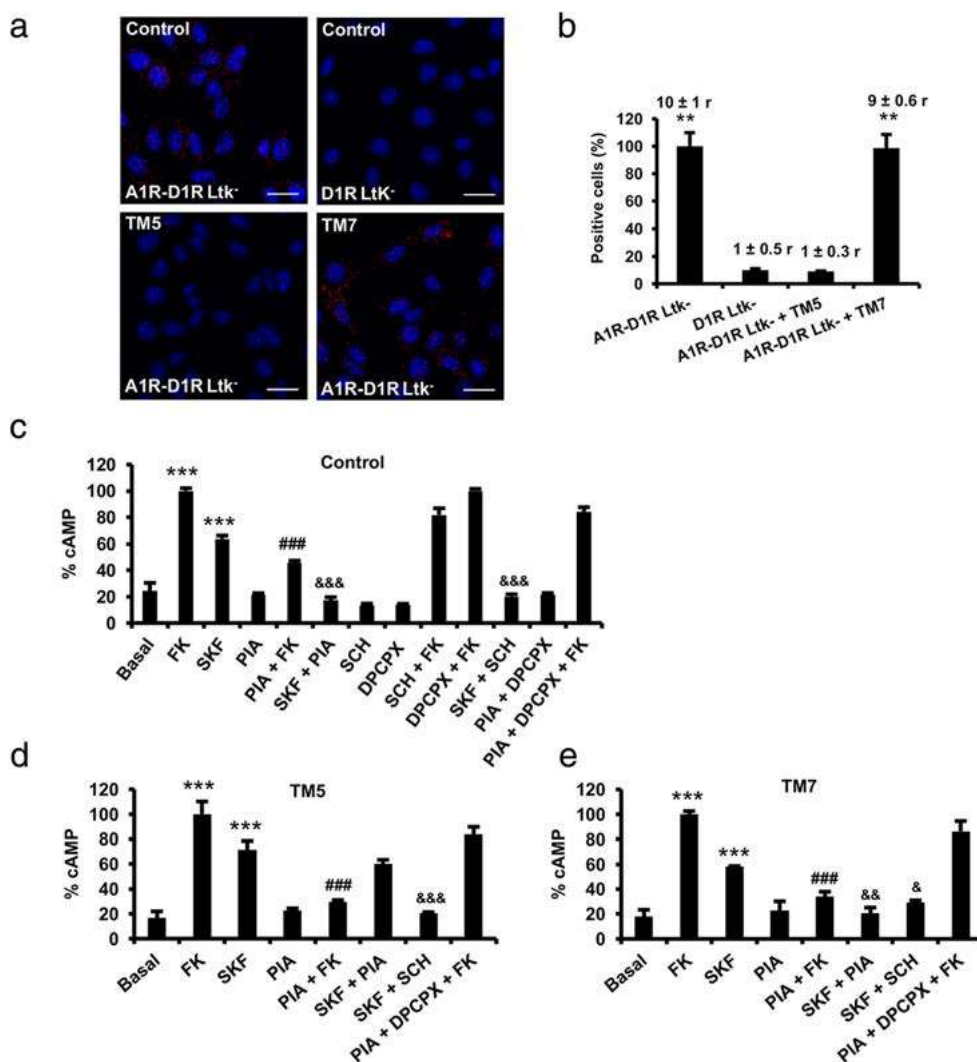 a
Control
A1R-D1R Ltk-
Control
D1R LtK-
TM5
A1R-D1R Ltk-
TM7
A1R-D1R Ltk-
b
10 ± 1 r
**
1 ± 0.5 r
1 ± 0.3 r
9 ± 0.6 r
**
Positive cells (%)
120
100
80
60
40
20
0
A1R-D1R Ltk-
D1R Ltk-
A1R-D1R Ltk- + TM5
A1R-D1R Ltk- + TM7
c
Control
% cAMP
120
100
80
60
40
20
0
***
***
###
&&&
&&&
Basal
FK
SKF
PIA
PIA + FK
SKF + PIA
SCH
DPCPX
SCH + FK
DPCPX + FK
SKF + SCH
PIA + DPCPX
PIA + DPCPX + FK
d
TM5
% cAMP
120
100
80
60
40
20
0
***
***
###
&&&
Basal
FK
SKF
PIA
PIA + FK
SKF + PIA
SKF + SCH
PIA + DPCPX + FK
e
TM7
% cAMP
120
100
80
60
40
20
0
***
***
###
&&
&
Basal
FK
SKF
PIA
PIA + FK
SKF + PIA
SKF + SCH
PIA + DPCPX + FK